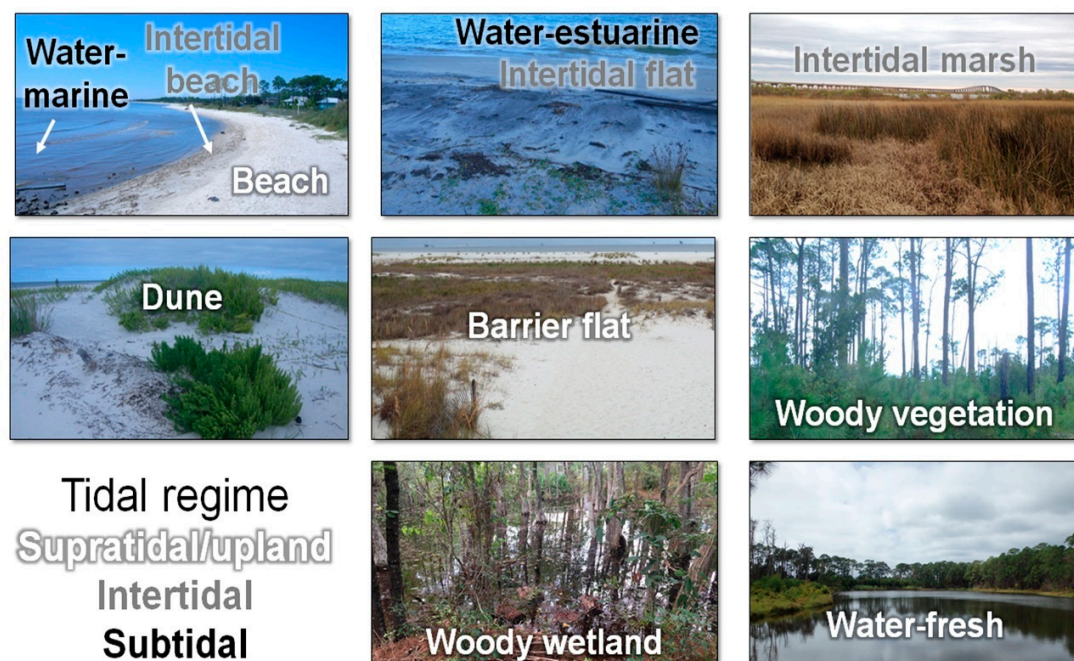 Water-
marine
Intertidal
beach
Beach
Water-estuarine
Intertidal flat
Intertidal marsh
Dune
Barrier flat
Woody vegetation
Tidal regime
Supratidal/upland
Intertidal
Subtidal
Woody wetland
Water-fresh